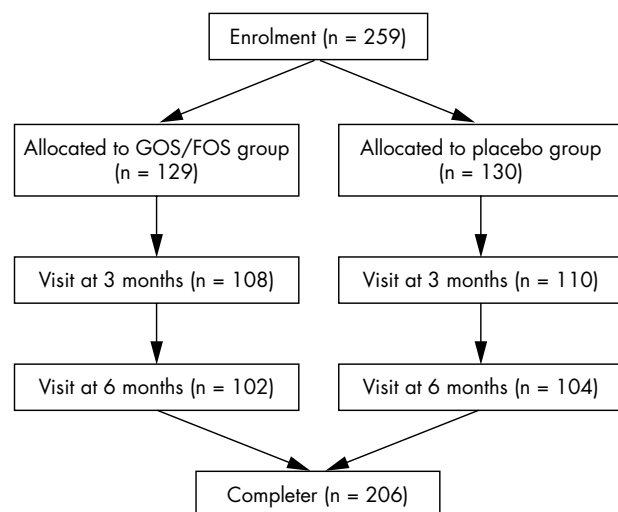 Enrolment (n = 259)
Allocated to GOS/FOS group
(n = 129)
Allocated to placebo group
(n = 130)
Visit at 3 months (n = 108)
Visit at 3 months (n = 110)
Visit at 6 months (n = 102)
Visit at 6 months (n = 104)
Completer (n = 206)